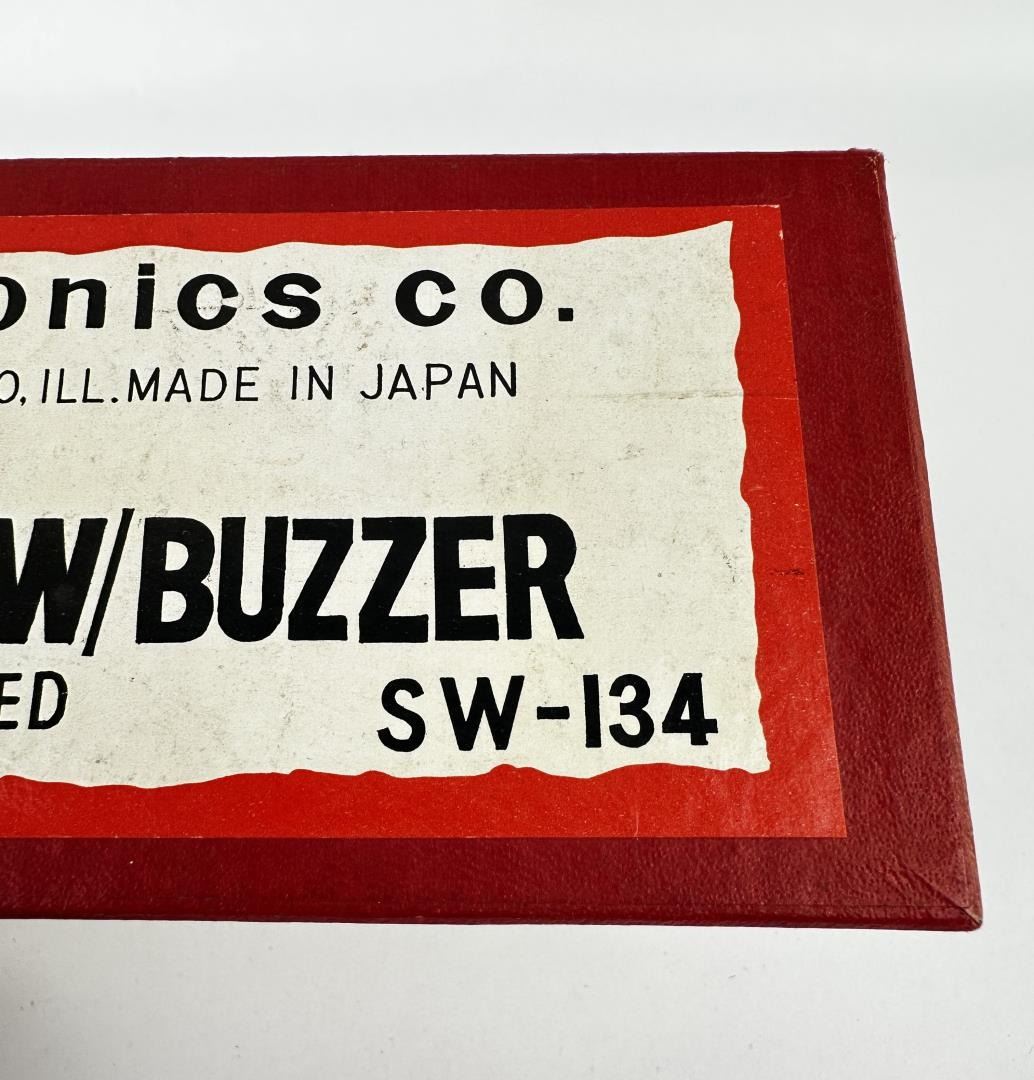 onics co.
O, ILL. MADE IN JAPAN
W/BUZZER
ED
SW-134